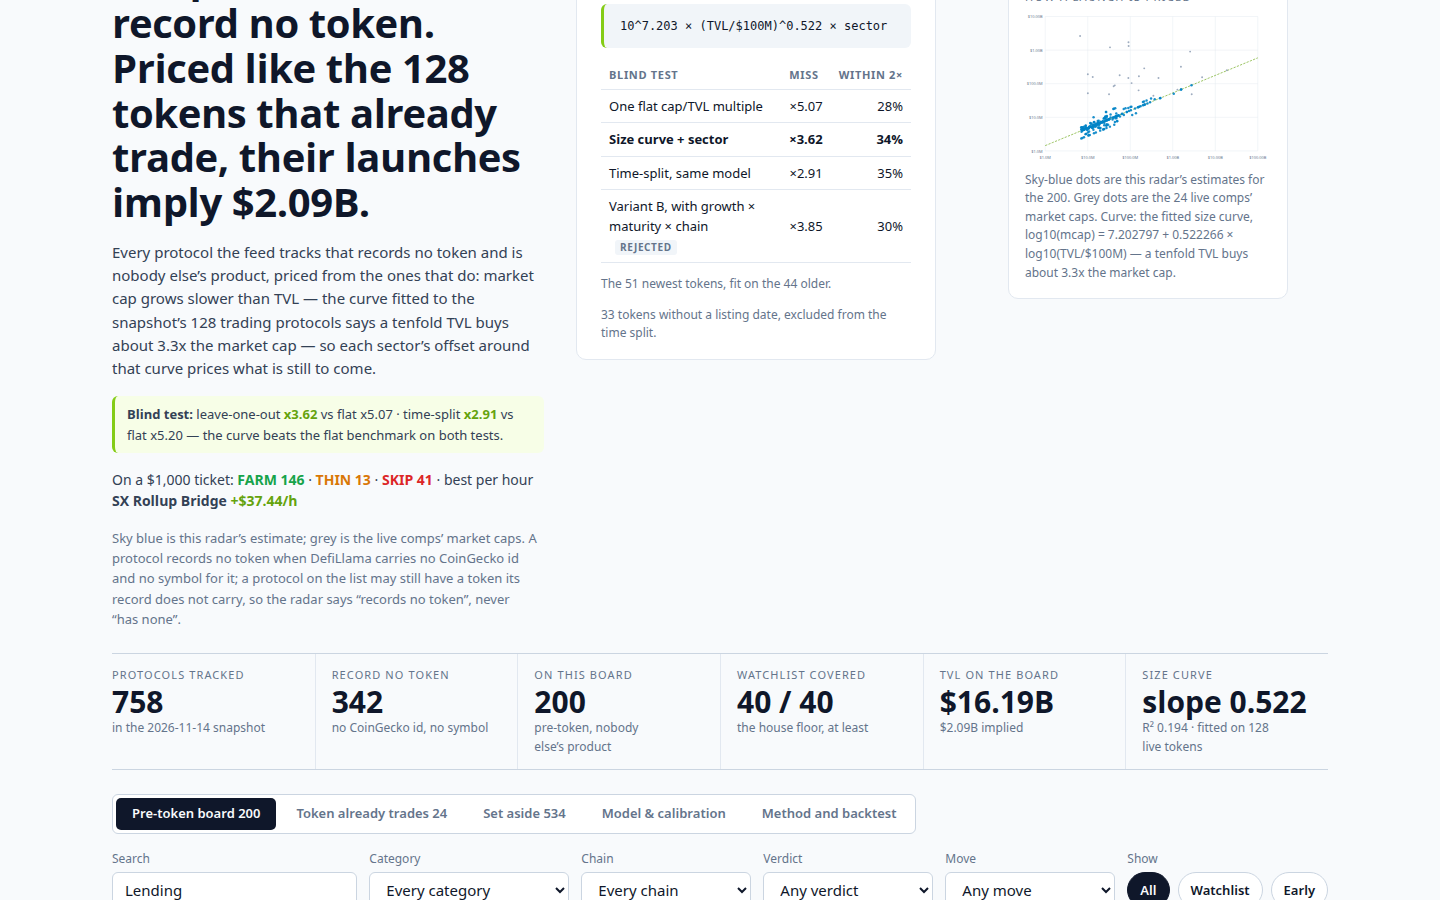 record no token.
Priced like the 128
tokens that already
trade, their launches
imply $2.09B.
Every protocol the feed tracks that records no token and is
nobody else’s product, priced from the ones that do: market
cap grows slower than TVL — the curve fitted to the
snapshot’s 128 trading protocols says a tenfold TVL buys
about 3.3x the market cap — so each sector’s offset around
that curve prices what is still to come.
Blind test: leave-one-out x3.62 vs flat x5.07 · time-split x2.91 vs
flat x5.20 — the curve beats the flat benchmark on both tests.
On a $1,000 ticket: FARM 146 · THIN 13 · SKIP 41 · best per hour
SX Rollup Bridge +$37.44/h
Sky blue is this radar’s estimate; grey is the live comps’ market caps. A
protocol records no token when DefiLlama carries no CoinGecko id
and no symbol for it; a protocol on the list may still have a token its
record does not carry, so the radar says “records no token”, never
“has none”.
10^7.203 × (TVL/$100M)^0.522 × sector
BLIND TEST MISS WITHIN 2×
One flat cap/TVL multiple ×5.07 28%
Size curve + sector ×3.62 34%
Time-split, same model ×2.91 35%
Variant B, with growth ×
maturity × chain ×3.85 30%
REJECTED
The 51 newest tokens, fit on the 44 older.
33 tokens without a listing date, excluded from the
time split.
Sky-blue dots are this radar’s estimates for
the 200. Grey dots are the 24 live comps’
market caps. Curve: the fitted size curve,
log10(mcap) = 7.202797 + 0.522266 ×
log10(TVL/$100M) — a tenfold TVL buys
about 3.3x the market cap.
PROTOCOLS TRACKED
758
in the 2026-11-14 snapshot
RECORD NO TOKEN
342
no CoinGecko id, no symbol
ON THIS BOARD
200
pre-token, nobody
else’s product
WATCHLIST COVERED
40 / 40
the house floor, at least
TVL ON THE BOARD
$16.19B
$2.09B implied
SIZE CURVE
slope 0.522
R² 0.194 · fitted on 128
live tokens
Pre-token board 200 Token already trades 24 Set aside 534 Model & calibration Method and backtest
Search Category Chain Verdict Move Show
Lending Every category Every chain Any verdict Any move All Watchlist Early